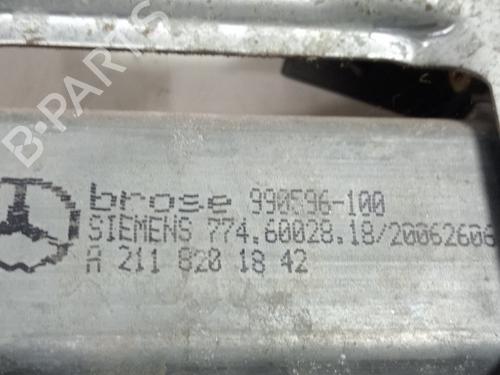 B-PARTS
brose 990596-100
SIEMENS 774.60028.18/20062606
A 211 820 18 42